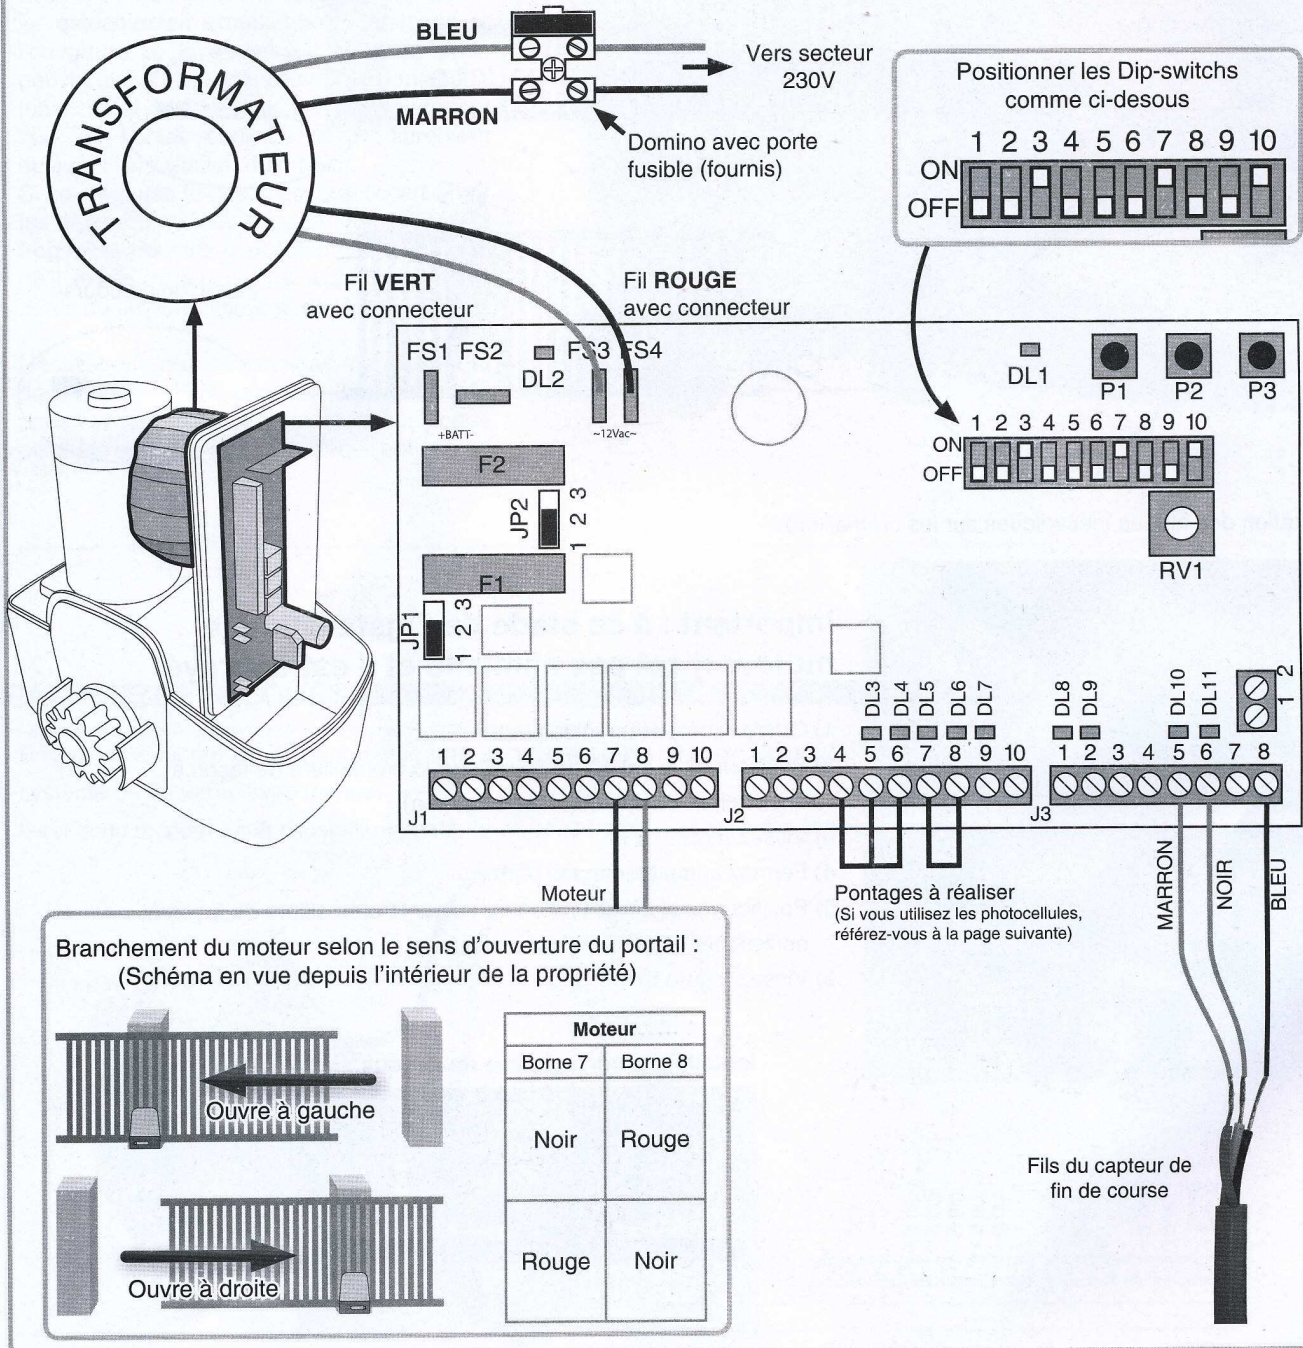 BLEU
MARRON
Vers secteur
230V
Domino avec porte
fusible (fournis)
TRANSFORMATEUR
Positionner les Dip-switchs
comme ci-desous
1 2 3 4 5 6 7 8 9 10
ON
OFF
Fil VERT
avec connecteur
Fil ROUGE
avec connecteur
FS1 FS2 DL2 FS3 FS4
+BATT-
~12Vac~
DL1
P1 P2 P3
1 2 3 4 5 6 7 8 9 10
ON
OFF
RV1
F2
JP2
1 2 3
F1
JP1
1 2 3
DL3 DL4 DL5 DL6 DL7
DL8 DL9 DL10 DL11
1 2
1 2 3 4 5 6 7 8 9 10
1 2 3 4 5 6 7 8 9 10
1 2 3 4 5 6 7 8
J1
J2
J3
Moteur
Pontages à réaliser
(Si vous utilisez les photocellules,
référez-vous à la page suivante)
MARRON
NOIR
BLEU
Branchement du moteur selon le sens d'ouverture du portail :
(Schéma en vue depuis l'intérieur de la propriété)
Ouvre à gauche
Ouvre à droite
Moteur
Borne 7 Borne 8
Noir Rouge
Rouge Noir
Fils du capteur de
fin de course